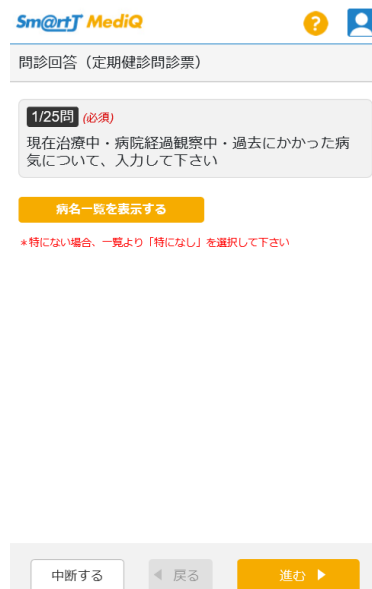 Sm@rtT MediQ
?
問診回答（定期健診問診票）
1/25問 (必須)
現在治療中・病院経過観察中・過去にかかった病
気について、入力して下さい
病名一覧を表示する
＊特にない場合、一覧より「特になし」を選択して下さい
中断する
◀ 戻る
進む ▶